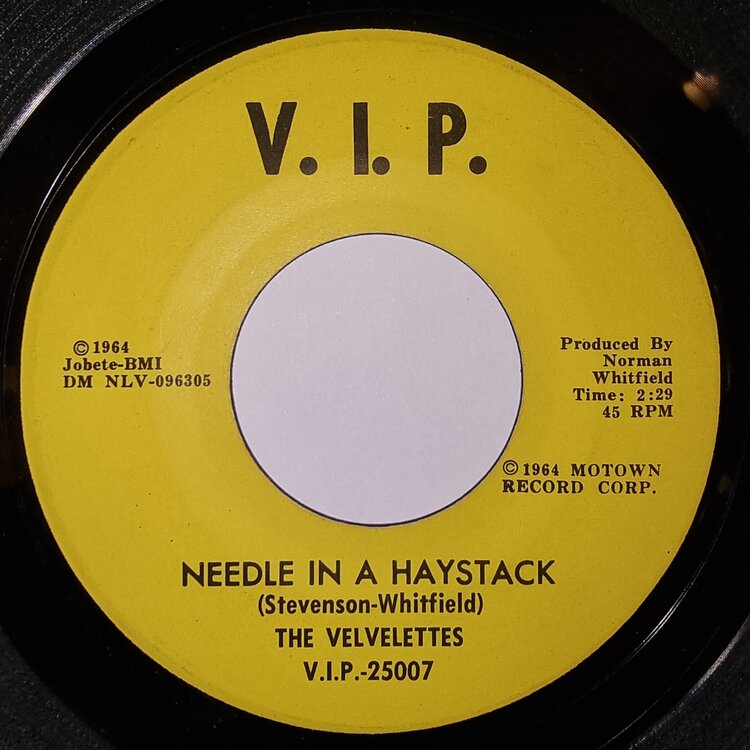 V. I. P.
©1964
Jobete-BMI
DM NLV-096305
Produced By
Norman
Whitfield
Time: 2:29
45 RPM
©1964 MOTOWN
RECORD CORP.
NEEDLE IN A HAYSTACK
(Stevenson-Whitfield)
THE VELVELETTES
V.I.P.-25007